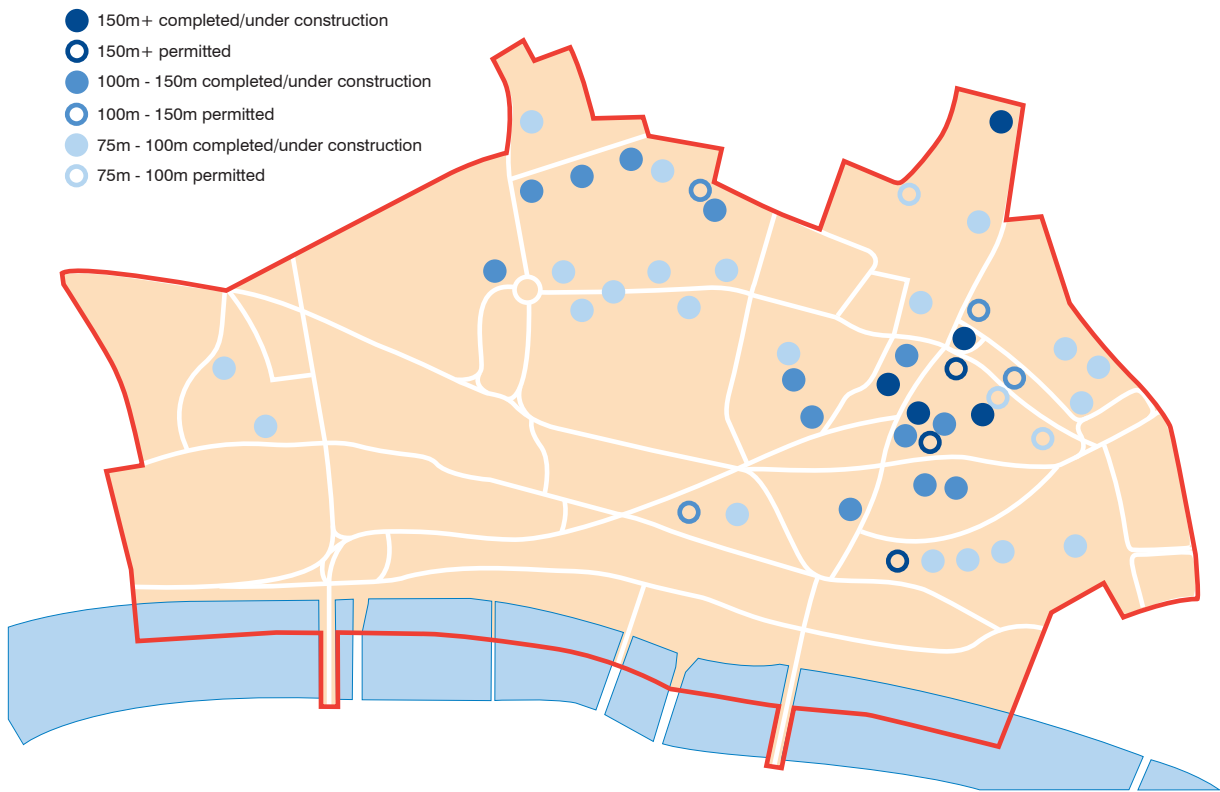 150m+ completed/under construction
150m+ permitted
100m - 150m completed/under construction
100m - 150m permitted
75m - 100m completed/under construction
75m - 100m permitted